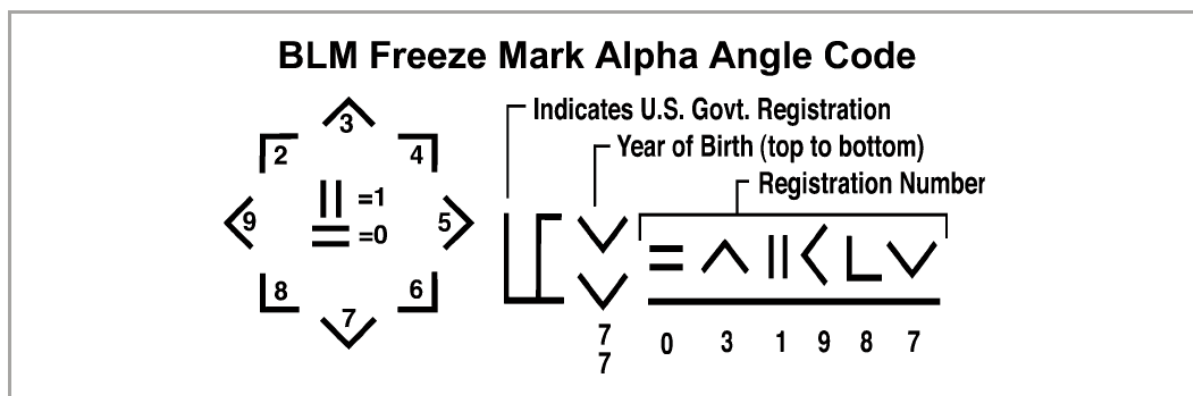 BLM Freeze Mark Alpha Angle Code
Indicates U.S. Govt. Registration
Year of Birth (top to bottom)
Registration Number
3
2 4
=1
9 5
=0
8 6
7
7 0 3 1 9 8 7
7